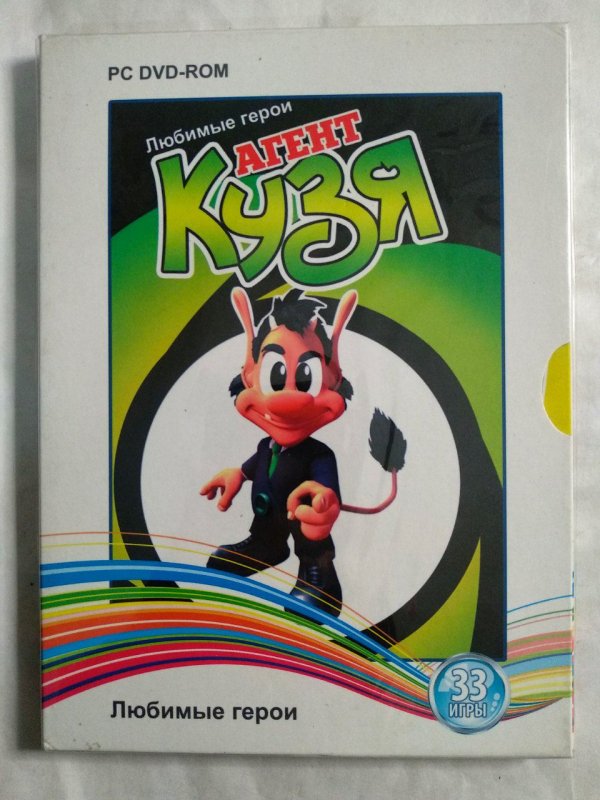 PC DVD-ROM
Любимые герои
АГЕНТ
Кузя
33
ИГРЫ
Любимые герои